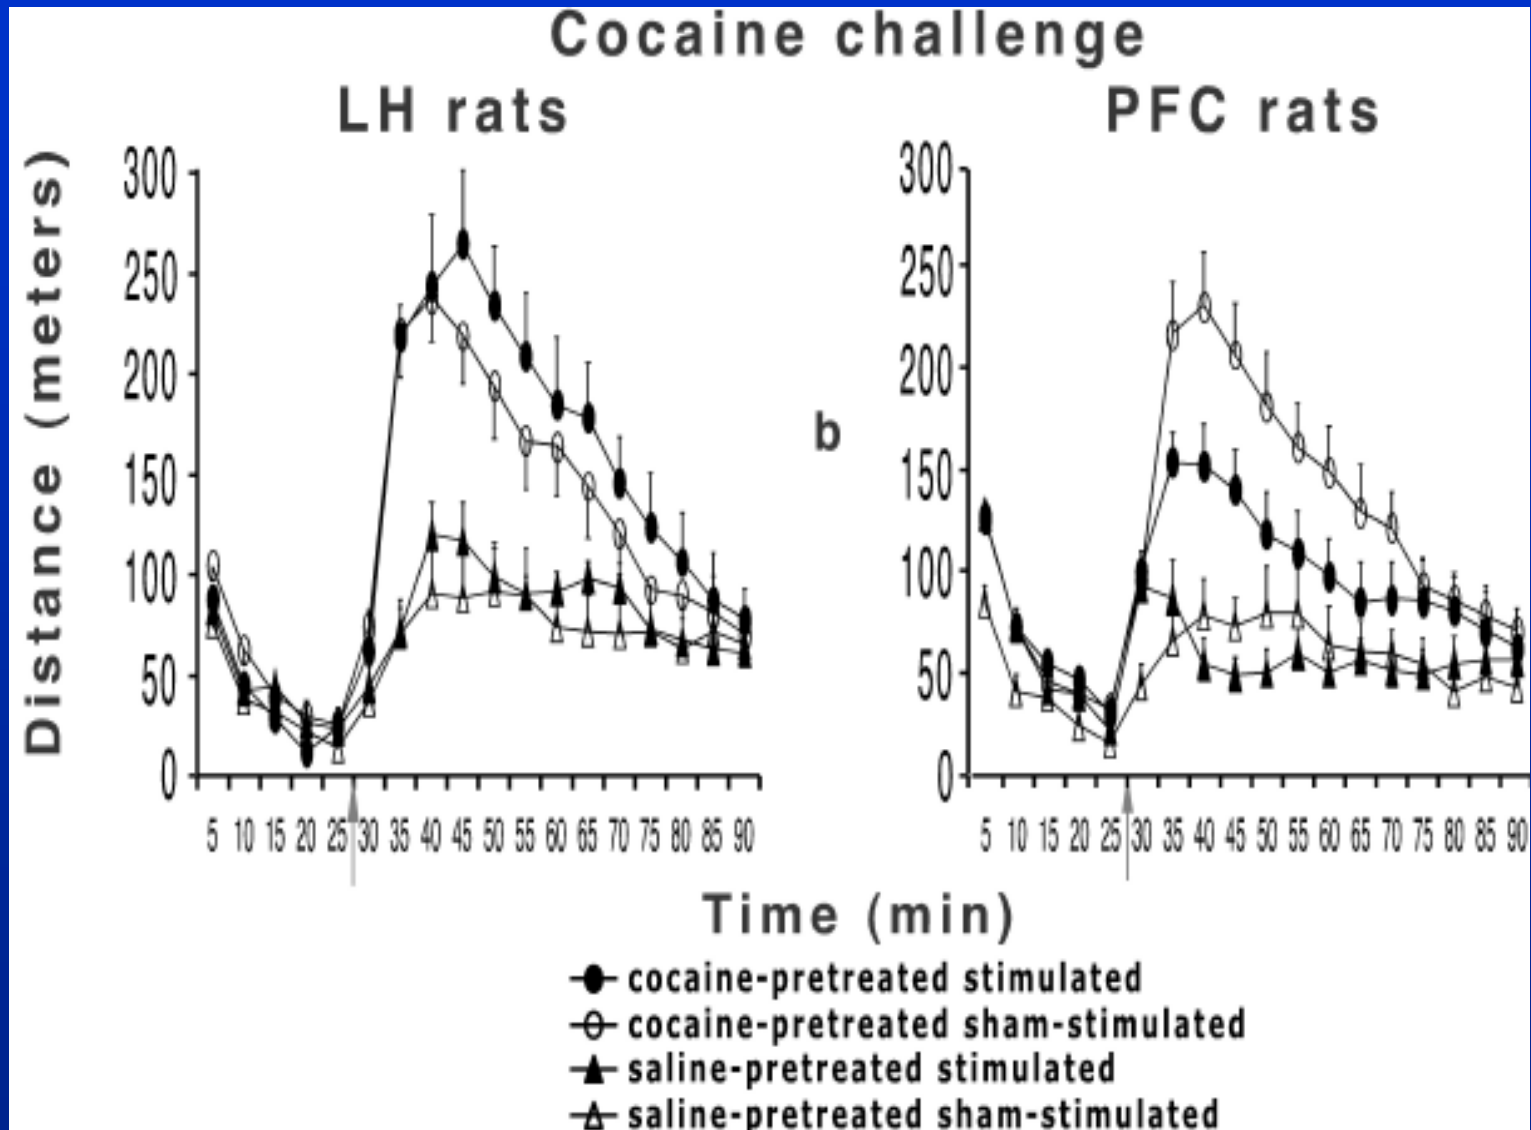 Cocaine challenge
LH rats
PFC rats
Distance (meters)
300
250
200
150
100
50
0
5 10 15 20 25 30 35 40 45 50 55 60 65 70 75 80 85 90
b
300
250
200
150
100
50
0
5 10 15 20 25 30 35 40 45 50 55 60 65 70 75 80 85 90
Time (min)
cocaine-pretreated stimulated
cocaine-pretreated sham-stimulated
saline-pretreated stimulated
saline-pretreated sham-stimulated